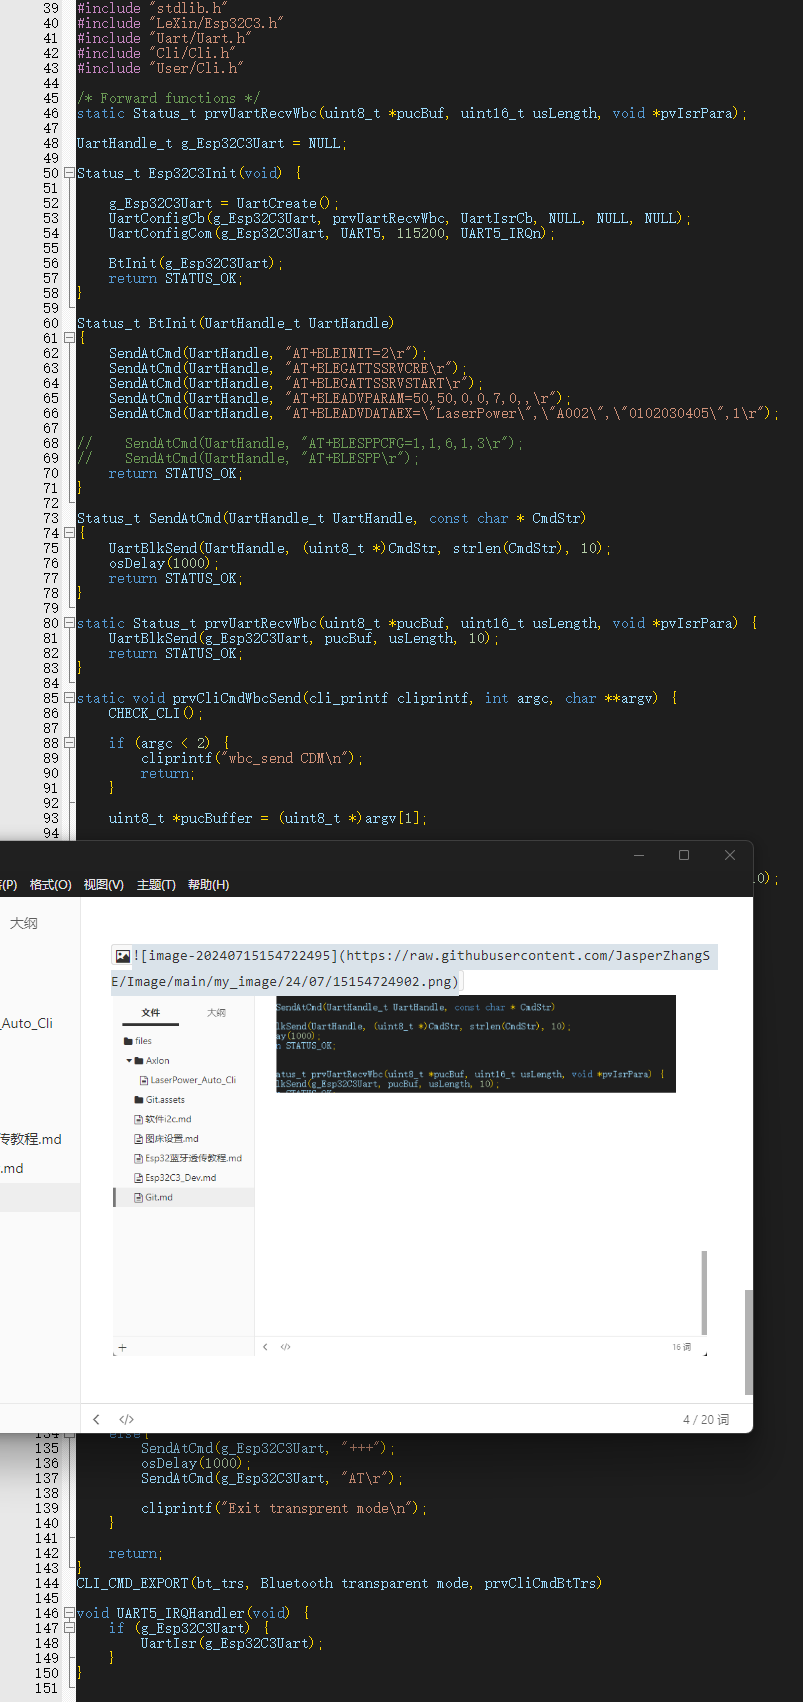 39 #include "stdlib.h"
40 #include "LeXin/Esp32C3.h"
41 #include "Uart/Uart.h"
42 #include "Cli/Cli.h"
43 #include "User/Cli.h"
44
45 /* Forward functions */
46 static Status_t prvUartRecvWbc(uint8_t *pucBuf, uint16_t usLength, void *pvIsrPara);
47
48 UartHandle_t g_Esp32C3Uart = NULL;
49
50 Status_t Esp32C3Init(void) {
51
52 g_Esp32C3Uart = UartCreate();
53 UartConfigCb(g_Esp32C3Uart, prvUartRecvWbc, UartIsrCb, NULL, NULL, NULL);
54 UartConfigCom(g_Esp32C3Uart, UART5, 115200, UART5_IRQn);
55
56 BtInit(g_Esp32C3Uart);
57 return STATUS_OK;
58 }
59
60 Status_t BtInit(UartHandle_t UartHandle)
61 {
62 SendAtCmd(UartHandle, "AT+BLEINIT=2\r");
63 SendAtCmd(UartHandle, "AT+BLEGATTSSRVCRE\r");
64 SendAtCmd(UartHandle, "AT+BLEGATTSSRVSTART\r");
65 SendAtCmd(UartHandle, "AT+BLEADVPARAM=50,50,0,0,7,0,,\r");
66 SendAtCmd(UartHandle, "AT+BLEADVDATAEX=\"LaserPower\",\"A002\",\"0102030405\",1\r");
67
68 // SendAtCmd(UartHandle, "AT+BLESPPCFG=1,1,6,1,3\r");
69 // SendAtCmd(UartHandle, "AT+BLESPP\r");
70 return STATUS_OK;
71 }
72
73 Status_t SendAtCmd(UartHandle_t UartHandle, const char * CmdStr)
74 {
75 UartBlkSend(UartHandle, (uint8_t *)CmdStr, strlen(CmdStr), 10);
76 osDelay(1000);
77 return STATUS_OK;
78 }
79
80 static Status_t prvUartRecvWbc(uint8_t *pucBuf, uint16_t usLength, void *pvIsrPara) {
81 UartBlkSend(g_Esp32C3Uart, pucBuf, usLength, 10);
82 return STATUS_OK;
83 }
84
85 static void prvCliCmdWbcSend(cli_printf cliprintf, int argc, char **argv) {
86 CHECK_CLI();
87
88 if (argc < 2) {
89 cliprintf("wbc_send CDM\n");
90 return;
91 }
92
93 uint8_t *pucBuffer = (uint8_t *)argv[1];
94
10);
(P) 格式(O) 视图(V) 主题(T) 帮助(H)
大纲
![image-20240715154722495](https://raw.githubusercontent.com/JasperZhangS
E/Image/main/my_image/24/07/15154724902.png)
_Auto_Cli
传教程.md
.md
文件 大纲
files
Axlon
LaserPower_Auto_Cli
Git.assets
软件i2c.md
图床设置.md
Esp32蓝牙透传教程.md
Esp32C3_Dev.md
Git.md
SendAtCmd(UartHandle_t UartHandle, const char * CmdStr)
lkSend(UartHandle, (uint8_t *)CmdStr, strlen(CmdStr), 10);
ay(1000);
n STATUS_OK;
atus_t prvUartRecvWbc(uint8_t *pucBuf, uint16_t usLength, void *pvIsrPara) {
lkSend(g_Esp32C3Uart, pucBuf, usLength, 10);
STATUS_OK;
+ < </> 16 词
< </> 4 / 20 词
134 else{
135 SendAtCmd(g_Esp32C3Uart, "+++");
136 osDelay(1000);
137 SendAtCmd(g_Esp32C3Uart, "AT\r");
138
139 cliprintf("Exit transprent mode\n");
140 }
141
142 return;
143 }
144 CLI_CMD_EXPORT(bt_trs, Bluetooth transparent mode, prvCliCmdBtTrs)
145
146 void UART5_IRQHandler(void) {
147 if (g_Esp32C3Uart) {
148 UartIsr(g_Esp32C3Uart);
149 }
150 }
151